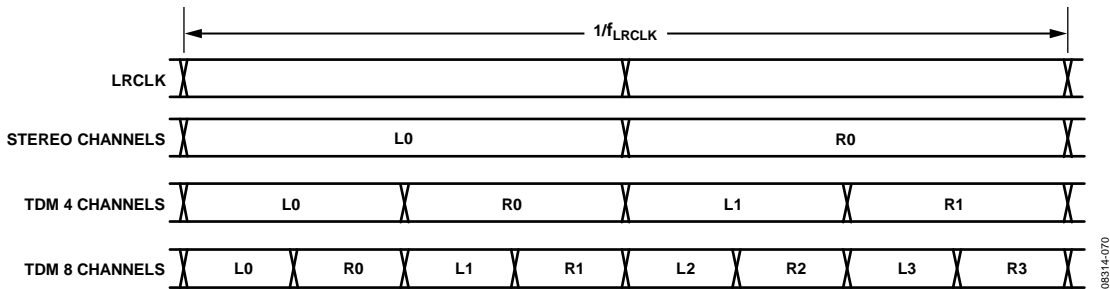 1/fLRCLK
LRCLK
STEREO CHANNELS L0 R0
TDM 4 CHANNELS L0 R0 L1 R1
TDM 8 CHANNELS L0 R0 L1 R1 L2 R2 L3 R3
08314-070